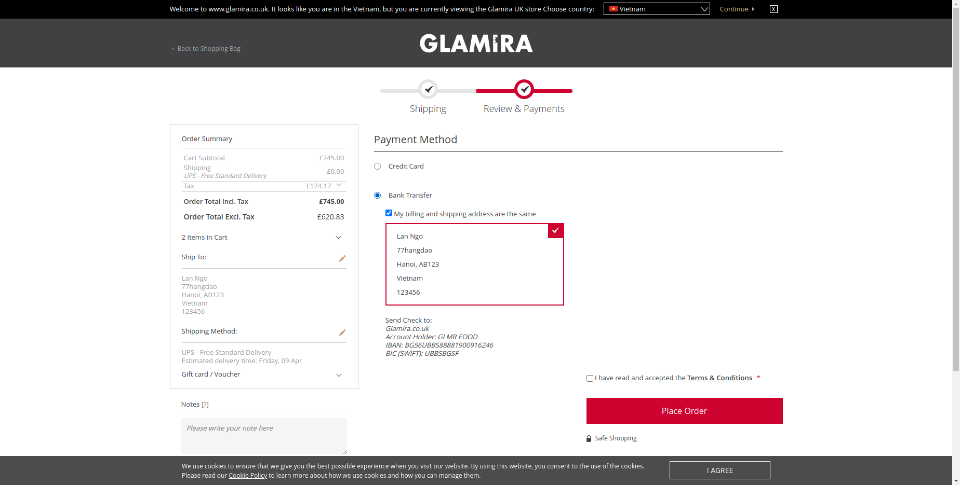 Welcome to www.glamira.co.uk. It looks like you are in the Vietnam, but you are currently viewing the Glamira UK store Choose country:
Vietnam
Continue
X
< Back to Shopping Bag
GLAMIRA
Shipping
Review & Payments
Order Summary
Cart Subtotal £745.00
Shipping
UPS - Free Standard Delivery
£0.00
Tax £124.17
Order Total Incl. Tax £745.00
Order Total Excl. Tax £620.83
2 Items in Cart
Ship To:
Lan Ngo
77hangdao
Hanoi, AB123
Vietnam
123456
Shipping Method:
UPS - Free Standard Delivery
Estimated delivery time: Friday, 09 Apr
Gift card / Voucher
Notes [?]
Please write your note here
Payment Method
Credit Card
Bank Transfer
My billing and shipping address are the same
Lan Ngo
77hangdao
Hanoi, AB123
Vietnam
123456
Send Check to:
Glamira.co.uk
Account Holder: GLMR EOOD
IBAN: BG56UBBS88881900916246
BIC (SWIFT): UBBSBGSF
I have read and accepted the Terms & Conditions *
Place Order
Safe Shopping
We use cookies to ensure that we give you the best possible experience when you visit our website. By using this website, you consent to the use of the cookies.
Please read our Cookie Policy to learn more about how we use cookies and how you can manage them.
I AGREE